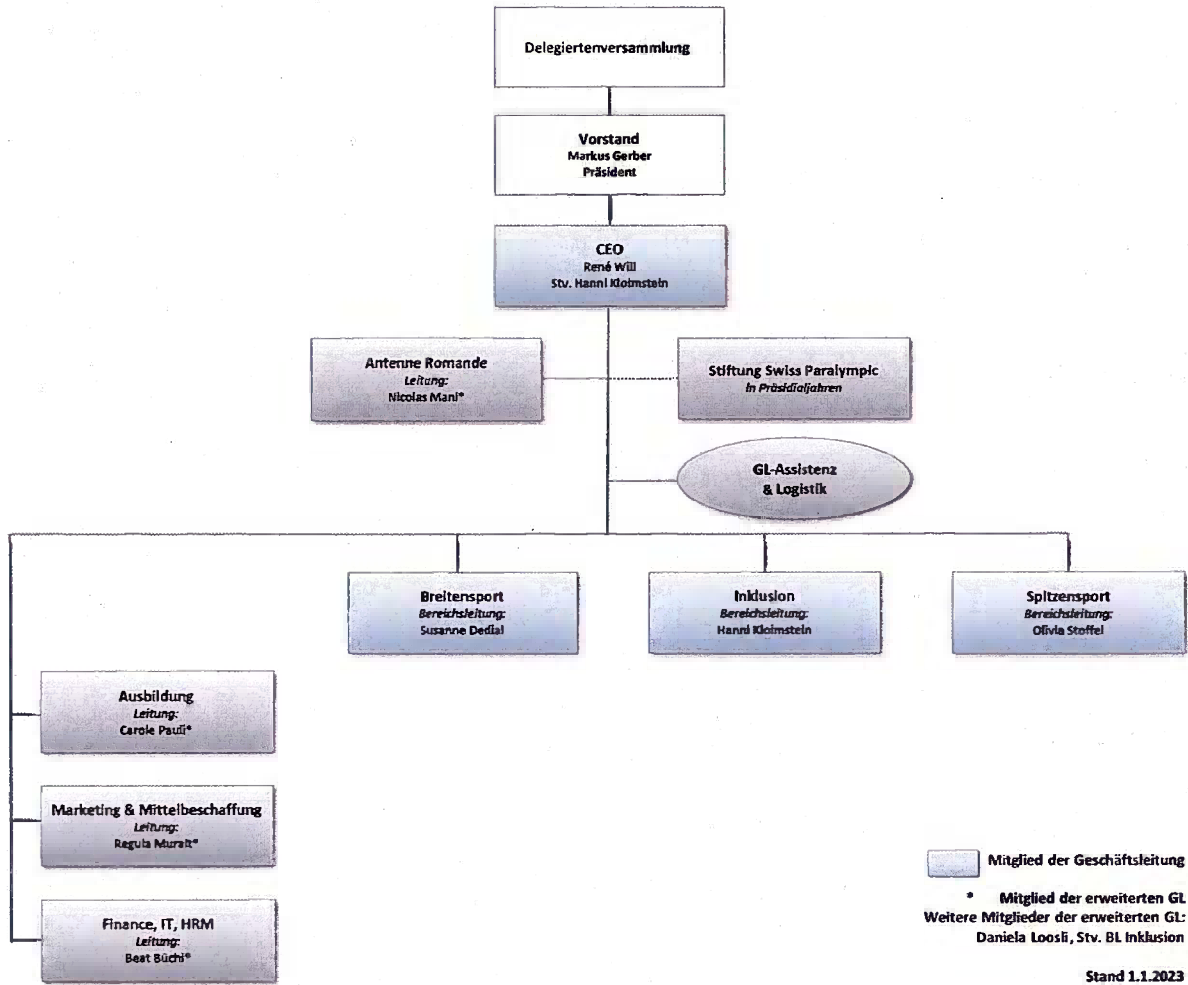 Delegiertenversammlung
Vorstand
Markus Gerber
Präsident
CEO
René Will
Stv. Hanni Kloimstein
Antenne Romande
Leitung:
Nicolas Mani*
Stiftung Swiss Paralympic
in Präsidialjahren
GL-Assistenz
& Logistik
Breitensport
Bereichsleitung:
Susanne Dedial
Inklusion
Bereichsleitung:
Hanni Kloimstein
Spitzensport
Bereichsleitung:
Olivia Stoffel
Ausbildung
Leitung:
Carole Pauli*
Marketing & Mittelbeschaffung
Leitung:
Regula Muralt*
Finance, IT, HRM
Leitung:
Beat Büchi*
Mitglied der Geschäftsleitung
* Mitglied der erweiterten GL
Weitere Mitglieder der erweiterten GL:
Daniela Loosli, Stv. BL Inklusion
Stand 1.1.2023